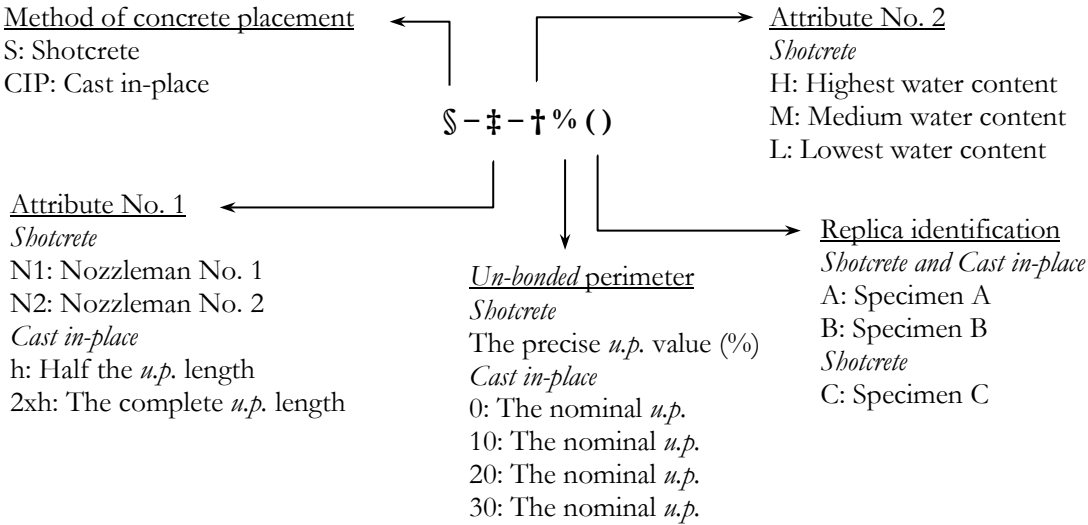 Method of concrete placement
S: Shotcrete
CIP: Cast in-place
Attribute No. 2
Shotcrete
H: Highest water content
M: Medium water content
L: Lowest water content
§ – ‡ – † % ( )
Attribute No. 1
Shotcrete
N1: Nozzleman No. 1
N2: Nozzleman No. 2
Cast in-place
h: Half the u.p. length
2xh: The complete u.p. length
Un-bonded perimeter
Shotcrete
The precise u.p. value (%)
Cast in-place
0: The nominal u.p.
10: The nominal u.p.
20: The nominal u.p.
30: The nominal u.p.
Replica identification
Shotcrete and Cast in-place
A: Specimen A
B: Specimen B
Shotcrete
C: Specimen C